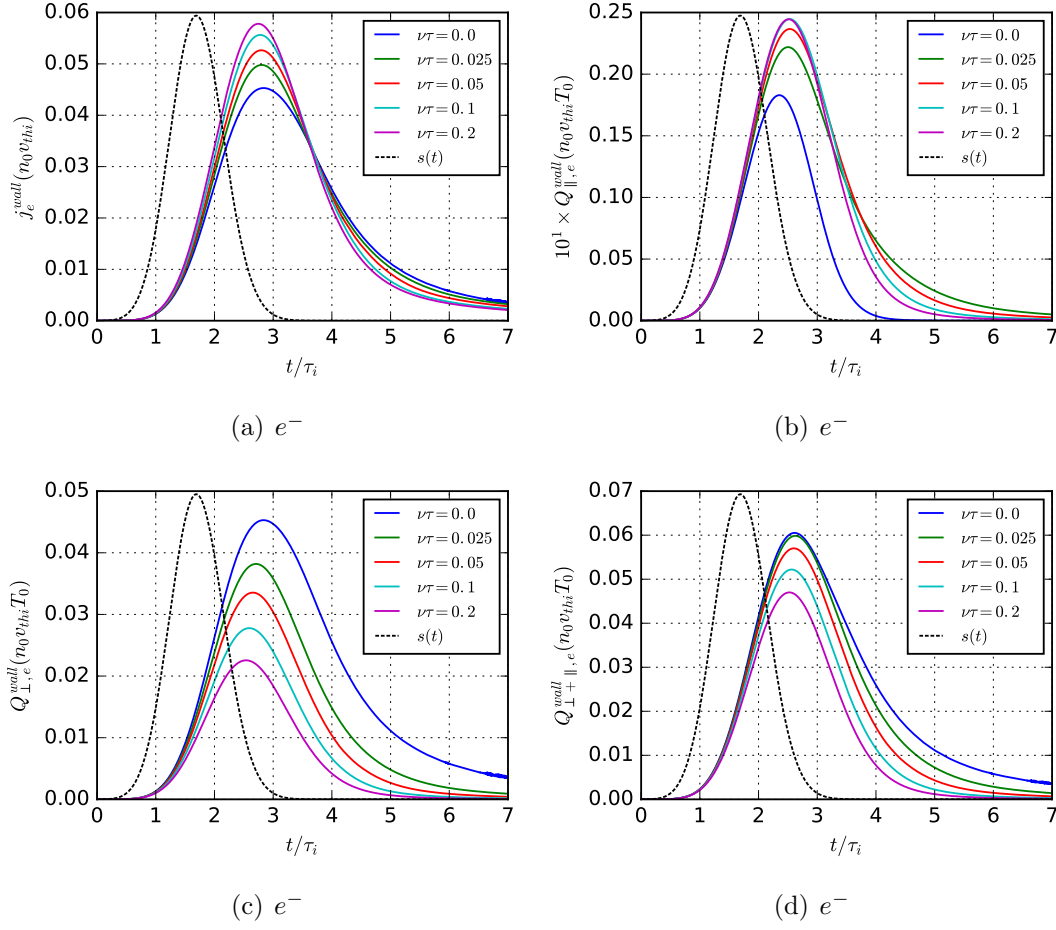 0.06
0.05
0.04
0.03
0.02
0.01
0.00
0 1 2 3 4 5 6 7
j_e^{wall}(n_0 v_{thi})
t/τ_i
ντ=0.0
ντ=0.025
ντ=0.05
ντ=0.1
ντ=0.2
s(t)
(a) e^−
0.25
0.20
0.15
0.10
0.05
0.00
0 1 2 3 4 5 6 7
10^1 × Q_{∥,e}^{wall}(n_0 v_{thi} T_0)
t/τ_i
ντ=0.0
ντ=0.025
ντ=0.05
ντ=0.1
ντ=0.2
s(t)
(b) e^−
0.05
0.04
0.03
0.02
0.01
0.00
0 1 2 3 4 5 6 7
Q_{⊥,e}^{wall}(n_0 v_{thi} T_0)
t/τ_i
ντ=0.0
ντ=0.025
ντ=0.05
ντ=0.1
ντ=0.2
s(t)
(c) e^−
0.07
0.06
0.05
0.04
0.03
0.02
0.01
0.00
0 1 2 3 4 5 6 7
Q_{⊥+∥,e}^{wall}(n_0 v_{thi} T_0)
t/τ_i
ντ=0.0
ντ=0.025
ντ=0.05
ντ=0.1
ντ=0.2
s(t)
(d) e^−